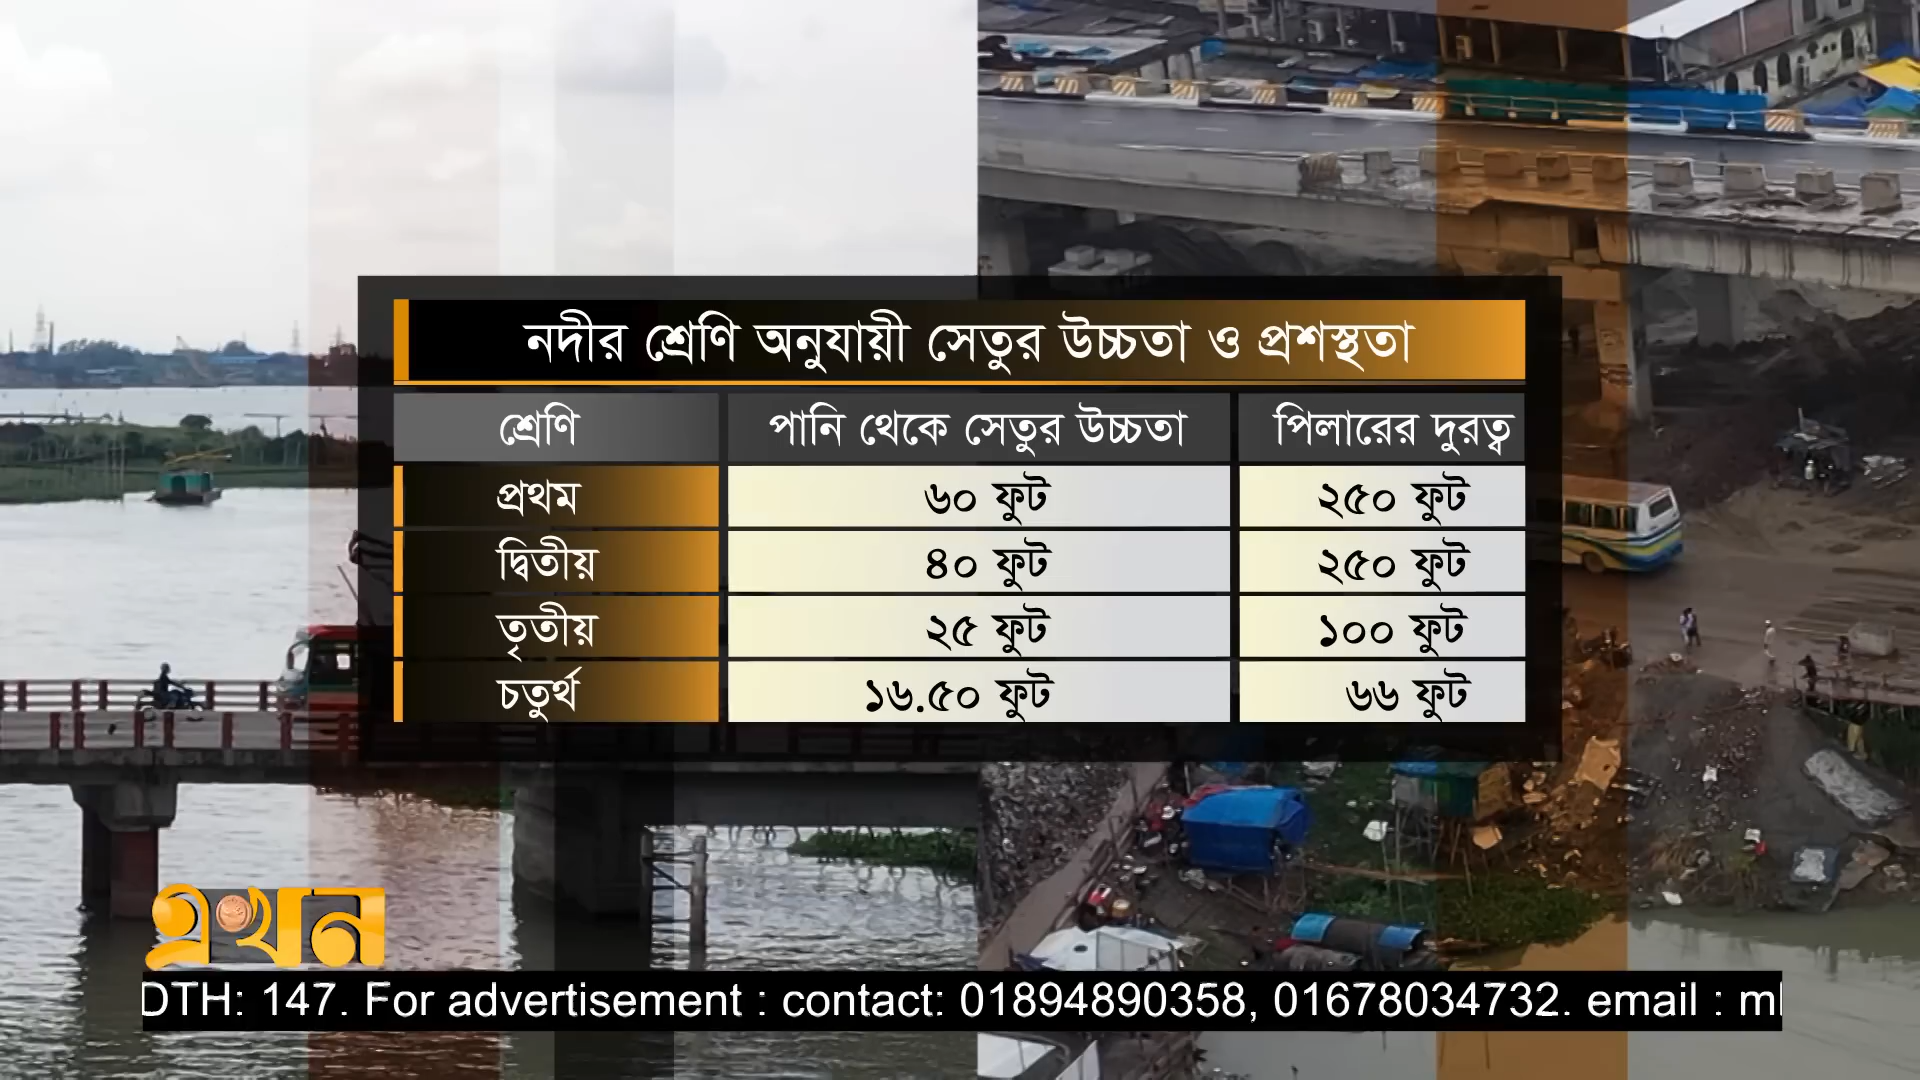 নদীর শ্রেণি অনুযায়ী সেতুর উচ্চতা ও প্রশস্থতা
শ্রেণি পানি থেকে সেতুর উচ্চতা পিলারের দুরত্ব
প্রথম ৬০ ফুট ২৫০ ফুট
দ্বিতীয় ৪০ ফুট ২৫০ ফুট
তৃতীয় ২৫ ফুট ১০০ ফুট
চতুর্থ ১৬.৫০ ফুট ৬৬ ফুট
এখন
DTH: 147. For advertisement : contact: 01894890358, 01678034732. email :